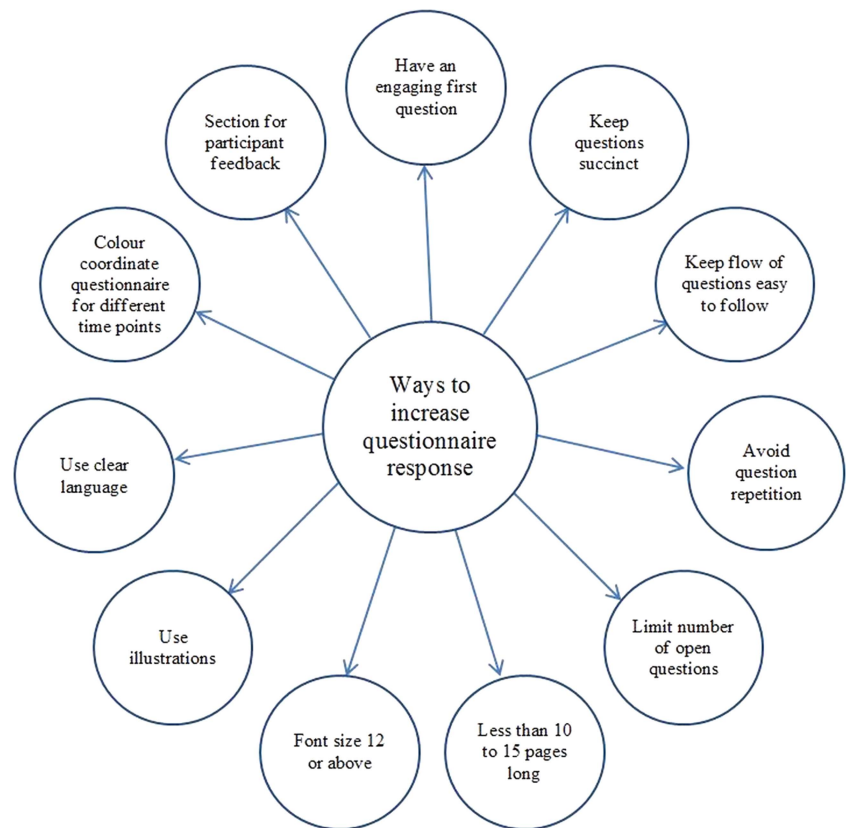 Have an
engaging first
question
Keep
questions
succinct
Keep flow of
questions easy
to follow
Avoid
question
repetition
Limit number
of open
questions
Less than 10
to 15 pages
long
Font size 12
or above
Use
illustrations
Use clear
language
Colour
coordinate
questionnaire
for different
time points
Section for
participant
feedback
Ways to
increase
questionnaire
response